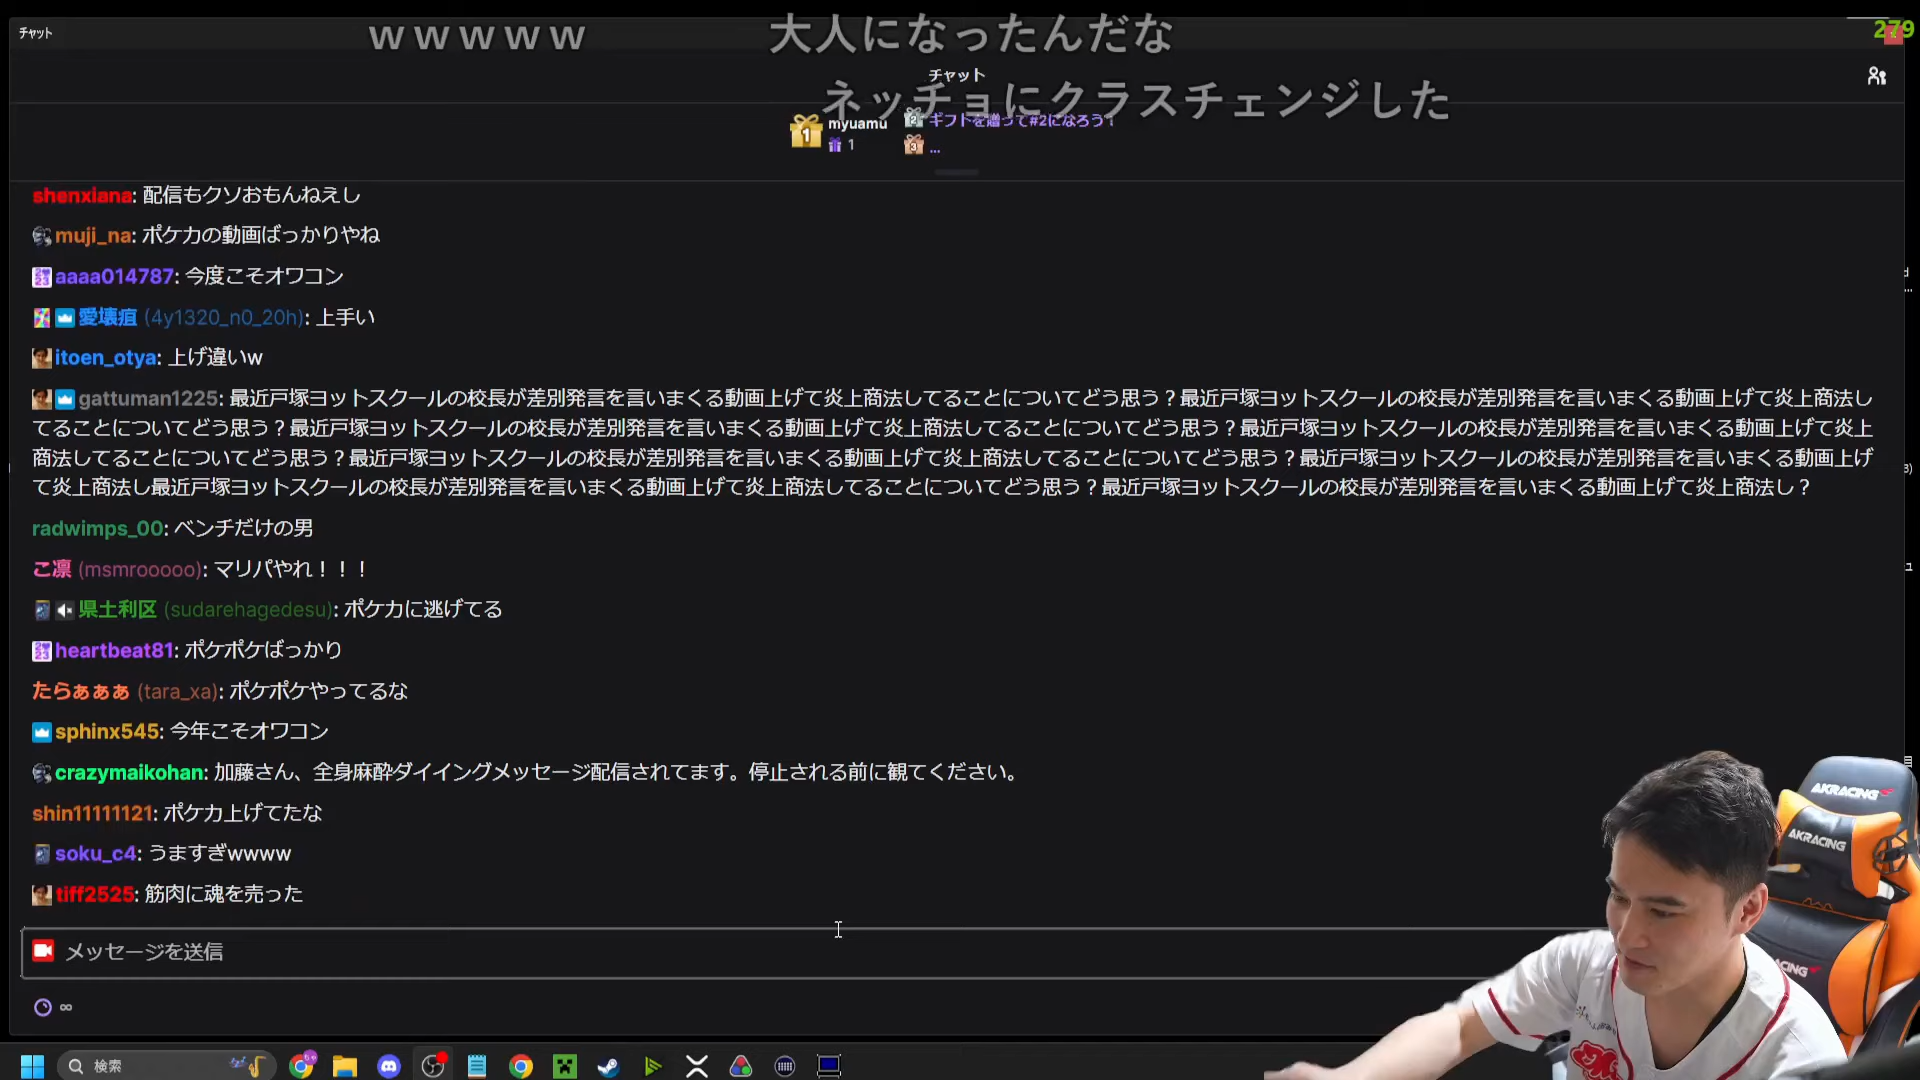 チャット
wwwww
大人になったんだな
279
チャット
ネッチョにクラスチェンジした
1 myuamu
1
2 ギフトを贈って#2になろう！
3 ...
shenxiana: 配信もクソおもんねえし
muji_na: ポケカの動画ばっかりやね
aaaa014787: 今度こそオワコン
愛壊疽 (4y1320_n0_20h): 上手い
itoen_otya: 上げ違いw
gattuman1225: 最近戸塚ヨットスクールの校長が差別発言を言いまくる動画上げて炎上商法してることについてどう思う？最近戸塚ヨットスクールの校長が差別発言を言いまくる動画上げて炎上商法し
てることについてどう思う？最近戸塚ヨットスクールの校長が差別発言を言いまくる動画上げて炎上商法してることについてどう思う？最近戸塚ヨットスクールの校長が差別発言を言いまくる動画上げて炎上
商法してることについてどう思う？最近戸塚ヨットスクールの校長が差別発言を言いまくる動画上げて炎上商法してることについてどう思う？最近戸塚ヨットスクールの校長が差別発言を言いまくる動画上げ
て炎上商法し最近戸塚ヨットスクールの校長が差別発言を言いまくる動画上げて炎上商法してることについてどう思う？最近戸塚ヨットスクールの校長が差別発言を言いまくる動画上げて炎上商法し？
radwimps_00: ベンチだけの男
こ凛 (msmrooooo): マリパやれ！！！
県土利区 (sudarehagedesu): ポケカに逃げてる
heartbeat81: ポケポケばっかり
たらぁぁぁ (tara_xa): ポケポケやってるな
sphinx545: 今年こそオワコン
crazymaikohan: 加藤さん、全身麻酔ダイイングメッセージ配信されてます。停止される前に観てください。
shin11111121: ポケカ上げてたな
soku_c4: うますぎwwww
tiff2525: 筋肉に魂を売った
メッセージを送信
∞
検索
AKRACING
AKRACING